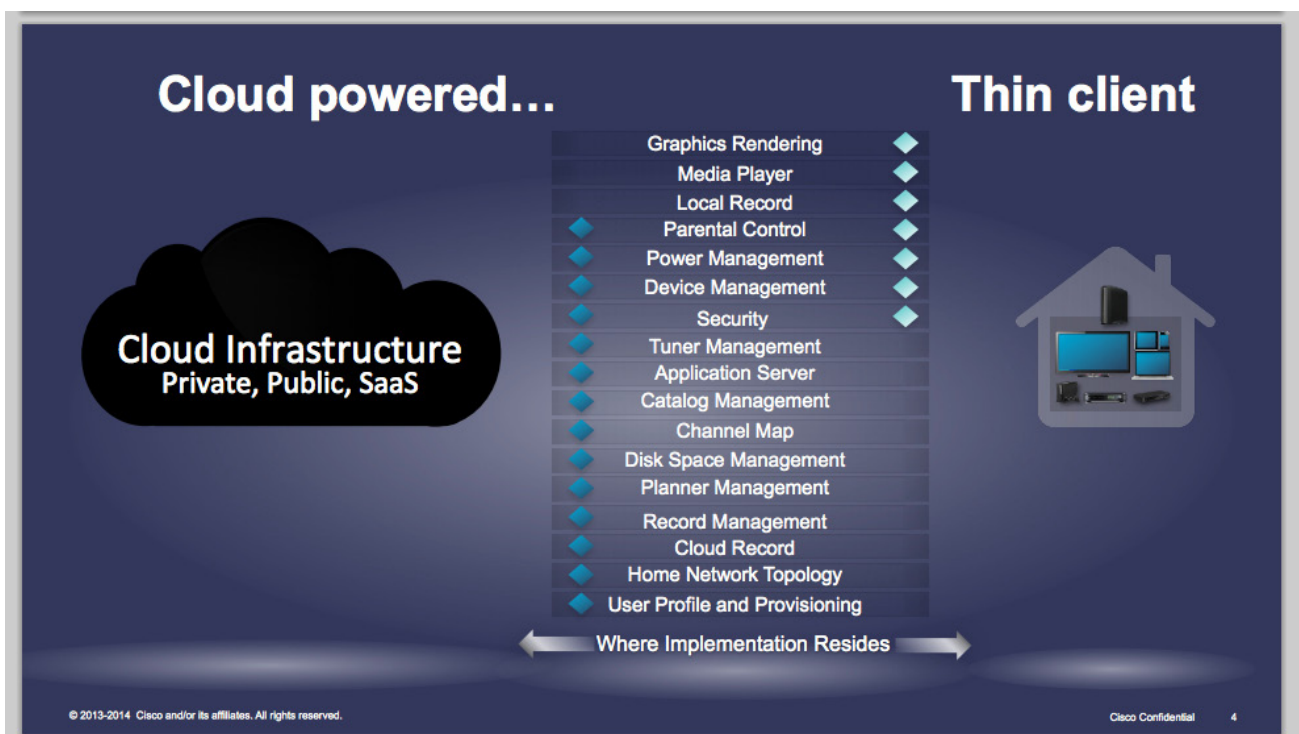 Cloud powered...
Thin client
Graphics Rendering
Media Player
Local Record
Parental Control
Power Management
Device Management
Security
Tuner Management
Application Server
Catalog Management
Channel Map
Disk Space Management
Planner Management
Record Management
Cloud Record
Home Network Topology
User Profile and Provisioning
Where Implementation Resides
Cloud Infrastructure
Private, Public, SaaS
© 2013-2014 Cisco and/or its affiliates. All rights reserved.
Cisco Confidential 4